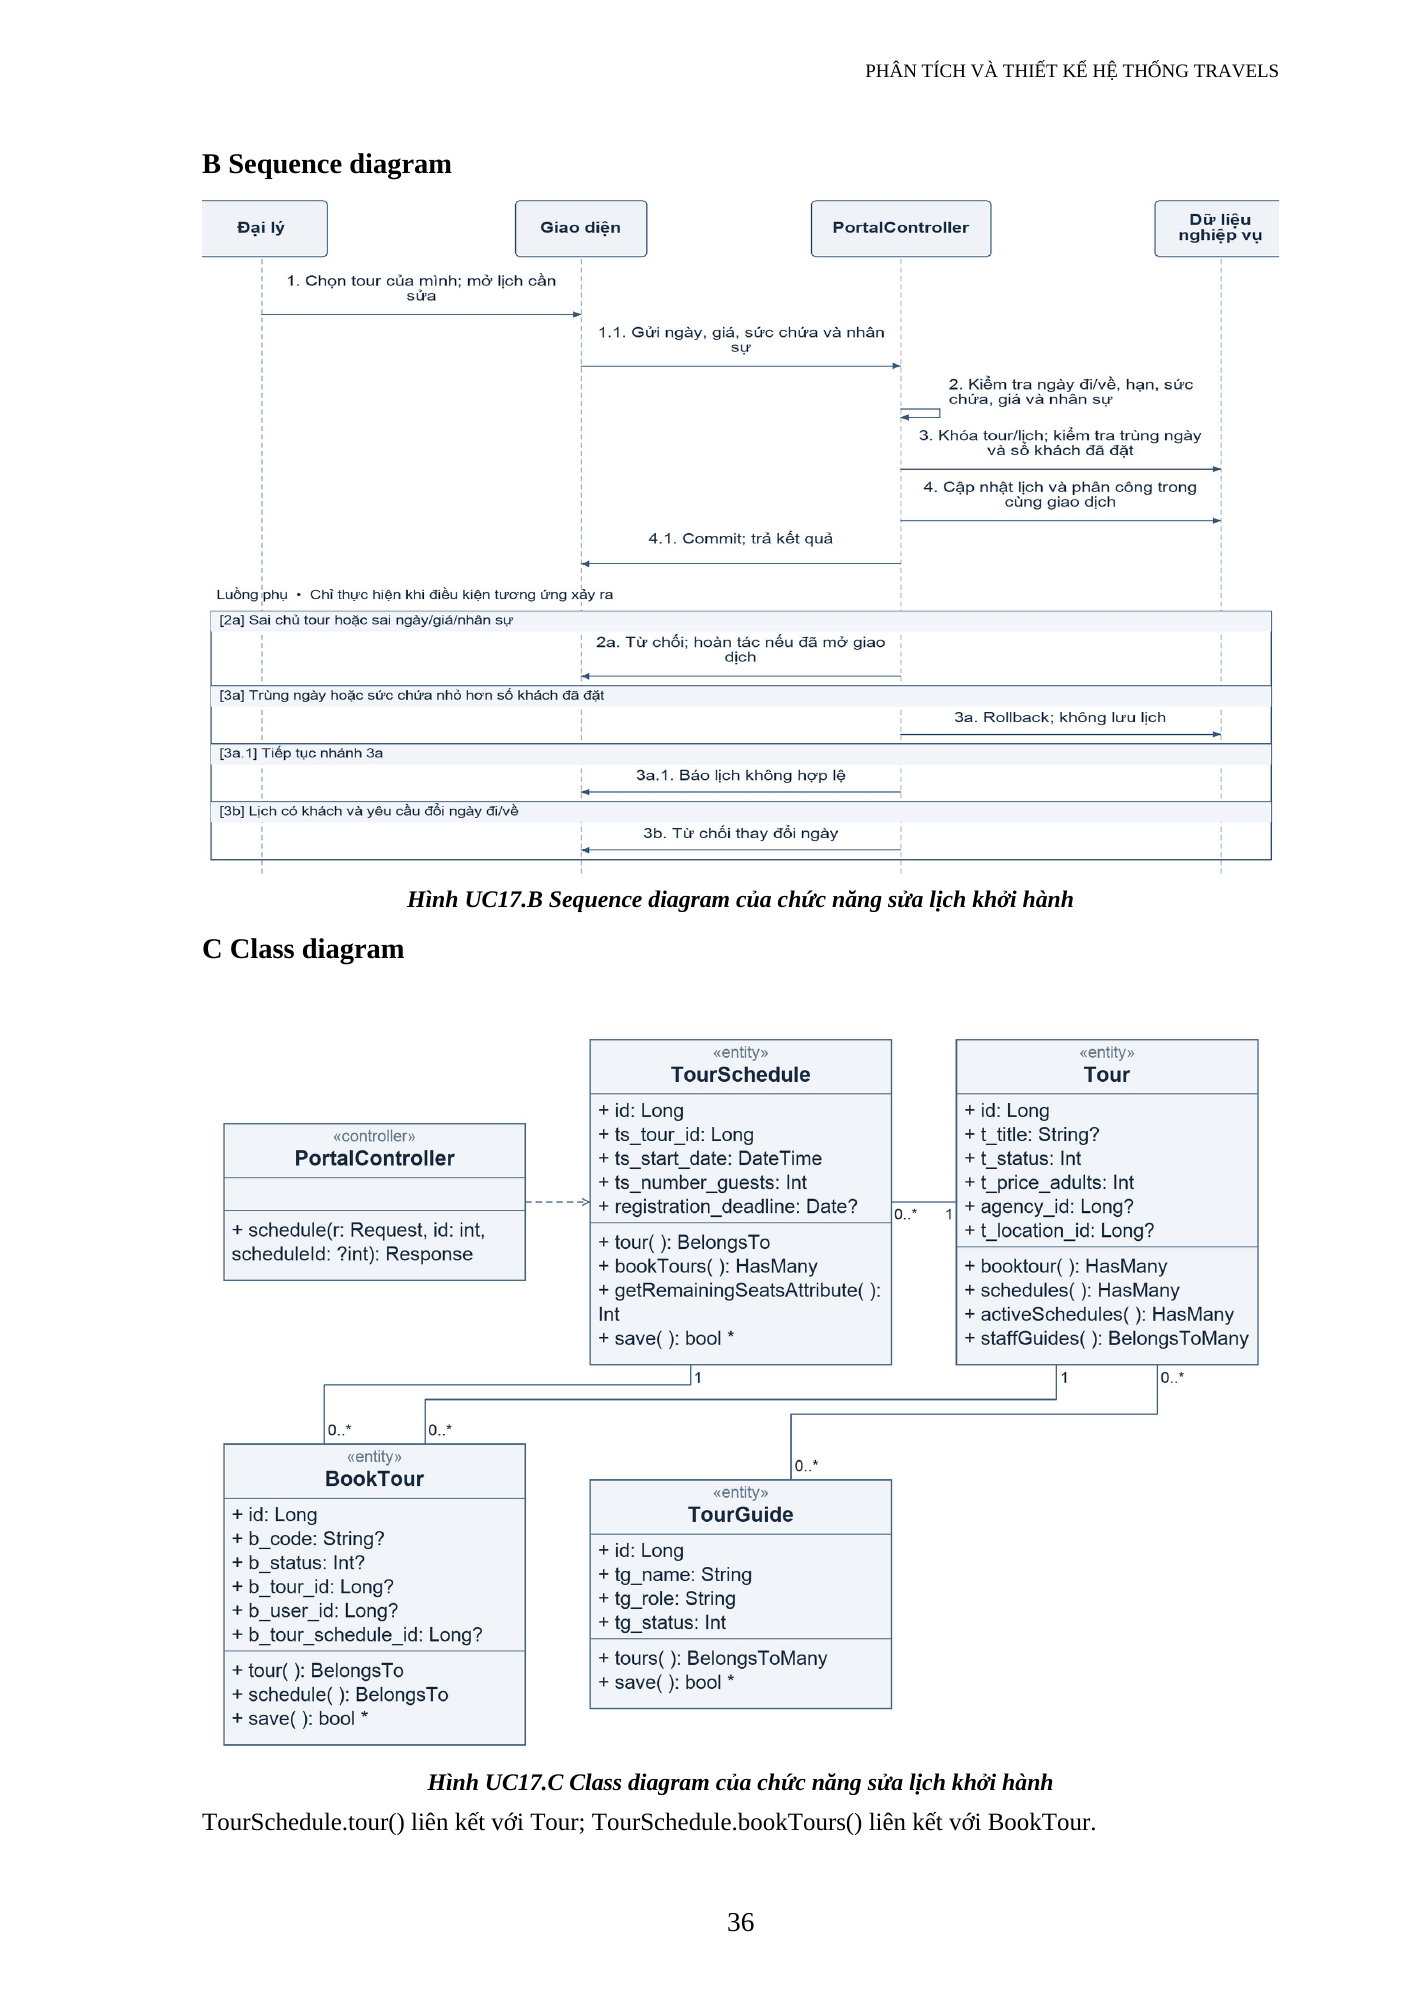 PHÂN TÍCH VÀ THIẾT KẾ HỆ THỐNG TRAVELS
B Sequence diagram
Đại lý
Giao diện
PortalController
Dữ liệu
nghiệp vụ
1. Chọn tour của mình; mở lịch cần
sửa
1.1. Gửi ngày, giá, sức chứa và nhân
sự
2. Kiểm tra ngày đi/về, hạn, sức
chứa, giá và nhân sự
3. Khóa tour/lịch; kiểm tra trùng ngày
và số khách đã đặt
4. Cập nhật lịch và phân công trong
cùng giao dịch
4.1. Commit; trả kết quả
Luồng phụ • Chỉ thực hiện khi điều kiện tương ứng xảy ra
[2a] Sai chủ tour hoặc sai ngày/giá/nhân sự
2a. Từ chối; hoàn tác nếu đã mở giao
dịch
[3a] Trùng ngày hoặc sức chứa nhỏ hơn số khách đã đặt
3a. Rollback; không lưu lịch
[3a.1] Tiếp tục nhánh 3a
3a.1. Báo lịch không hợp lệ
[3b] Lịch có khách và yêu cầu đổi ngày đi/về
3b. Từ chối thay đổi ngày
Hình UC17.B Sequence diagram của chức năng sửa lịch khởi hành
C Class diagram
«controller»
PortalController
+ schedule(r: Request, id: int,
scheduleId: ?int): Response
«entity»
TourSchedule
+ id: Long
+ ts_tour_id: Long
+ ts_start_date: DateTime
+ ts_number_guests: Int
+ registration_deadline: Date?
+ tour( ): BelongsTo
+ bookTours( ): HasMany
+ getRemainingSeatsAttribute( ):
Int
+ save( ): bool *
0..*
1
«entity»
Tour
+ id: Long
+ t_title: String?
+ t_status: Int
+ t_price_adults: Int
+ agency_id: Long?
+ t_location_id: Long?
+ booktour( ): HasMany
+ schedules( ): HasMany
+ activeSchedules( ): HasMany
+ staffGuides( ): BelongsToMany
1
1
0..*
0..*
0..*
0..*
«entity»
BookTour
+ id: Long
+ b_code: String?
+ b_status: Int?
+ b_tour_id: Long?
+ b_user_id: Long?
+ b_tour_schedule_id: Long?
+ tour( ): BelongsTo
+ schedule( ): BelongsTo
+ save( ): bool *
«entity»
TourGuide
+ id: Long
+ tg_name: String
+ tg_role: String
+ tg_status: Int
+ tours( ): BelongsToMany
+ save( ): bool *
Hình UC17.C Class diagram của chức năng sửa lịch khởi hành
TourSchedule.tour() liên kết với Tour; TourSchedule.bookTours() liên kết với BookTour.
36